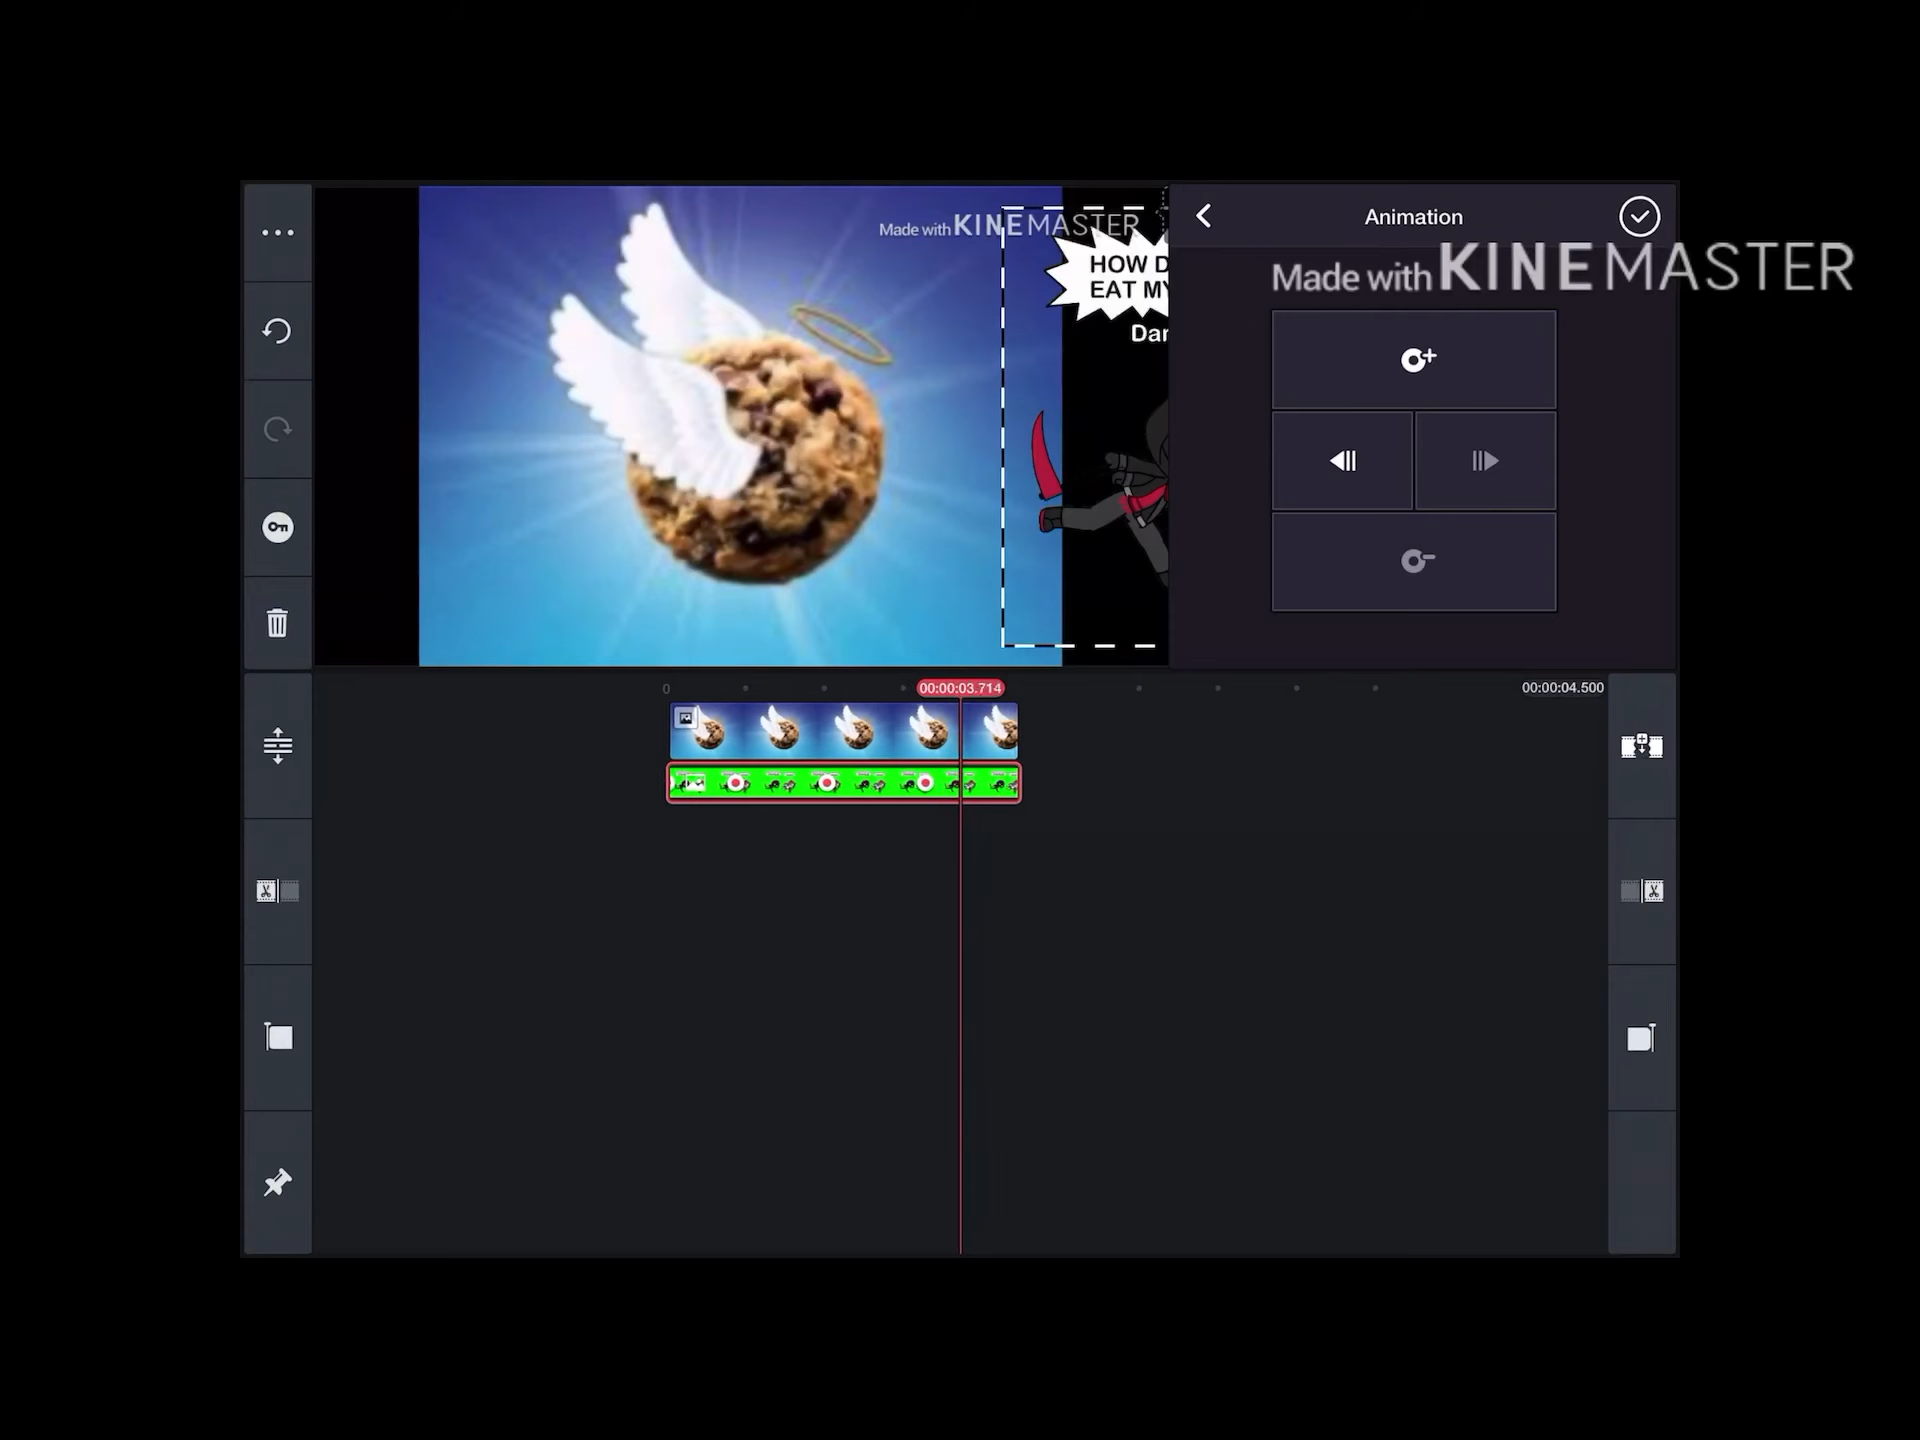 Animation
Made with KINEMASTER
Made with KINEMASTER
HOW D
EAT MY
Dar
0
00:00:03.714
00:00:04.500